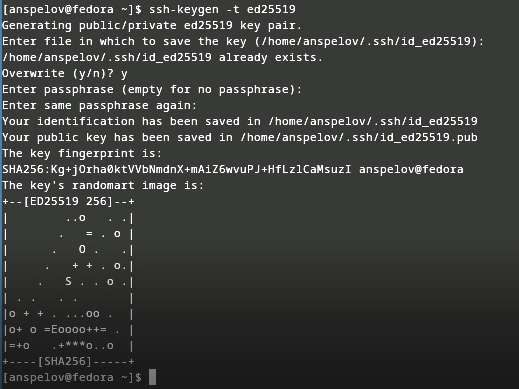 [anspelov@fedora ~]$ ssh-keygen -t ed25519
Generating public/private ed25519 key pair.
Enter file in which to save the key (/home/anspelov/.ssh/id_ed25519):
/home/anspelov/.ssh/id_ed25519 already exists.
Overwrite (y/n)? y
Enter passphrase (empty for no passphrase):
Enter same passphrase again:
Your identification has been saved in /home/anspelov/.ssh/id_ed25519
Your public key has been saved in /home/anspelov/.ssh/id_ed25519.pub
The key fingerprint is:
SHA256:Kg+jOrha0ktVVbNmdnX+mAiZ6wvuPJ+HfLzlCaMsuzI anspelov@fedora
The key's randomart image is:
+--[ED25519 256]--+
|         ..o   . .|
|        .   = . o |
|       .   O .   .|
|      .   + + . o.|
|     .   S . . o .|
| . .   . .        |
|o + + . ...oo .   |
|o+ o =Eoooo++= .  |
|=+o   .+***o..o   |
+----[SHA256]-----+
[anspelov@fedora ~]$